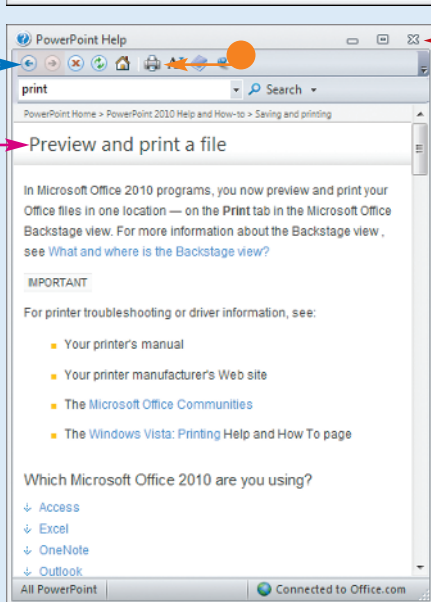 PowerPoint Help
print
Search
PowerPoint Home > PowerPoint 2010 Help and How-to > Saving and printing
Preview and print a file
In Microsoft Office 2010 programs, you now preview and print your
Office files in one location — on the Print tab in the Microsoft Office
Backstage view. For more information about the Backstage view ,
see What and where is the Backstage view?
IMPORTANT
For printer troubleshooting or driver information, see:
Your printer's manual
Your printer manufacturer's Web site
The Microsoft Office Communities
The Windows Vista: Printing Help and How To page
Which Microsoft Office 2010 are you using?
Access
Excel
OneNote
Outlook
All PowerPoint
Connected to Office.com